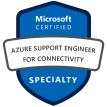 Microsoft
CERTIFIED
AZURE SUPPORT ENGINEER
FOR CONNECTIVITY
SPECIALTY